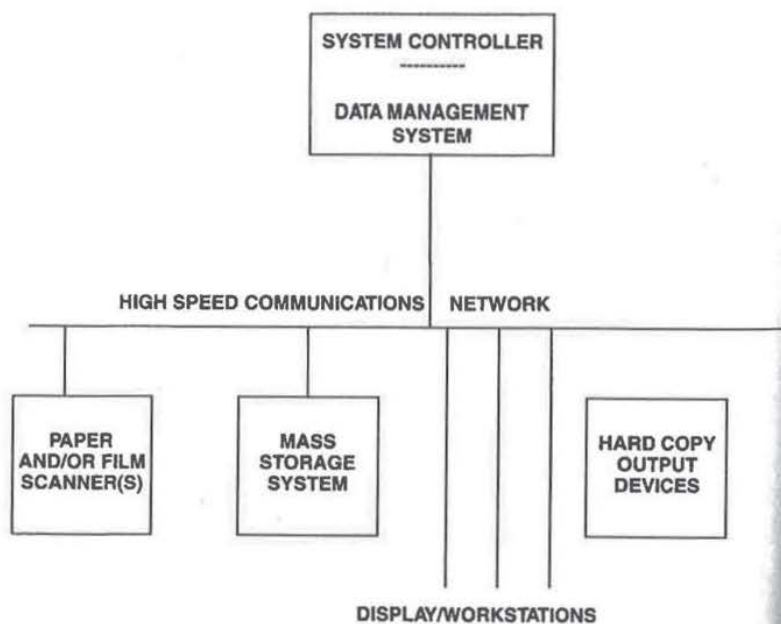 SYSTEM CONTROLLER
----------
DATA MANAGEMENT
SYSTEM
HIGH SPEED COMMUNICATIONS NETWORK
PAPER
AND/OR FILM
SCANNER(S)
MASS
STORAGE
SYSTEM
HARD COPY
OUTPUT
DEVICES
DISPLAY/WORKSTATIONS